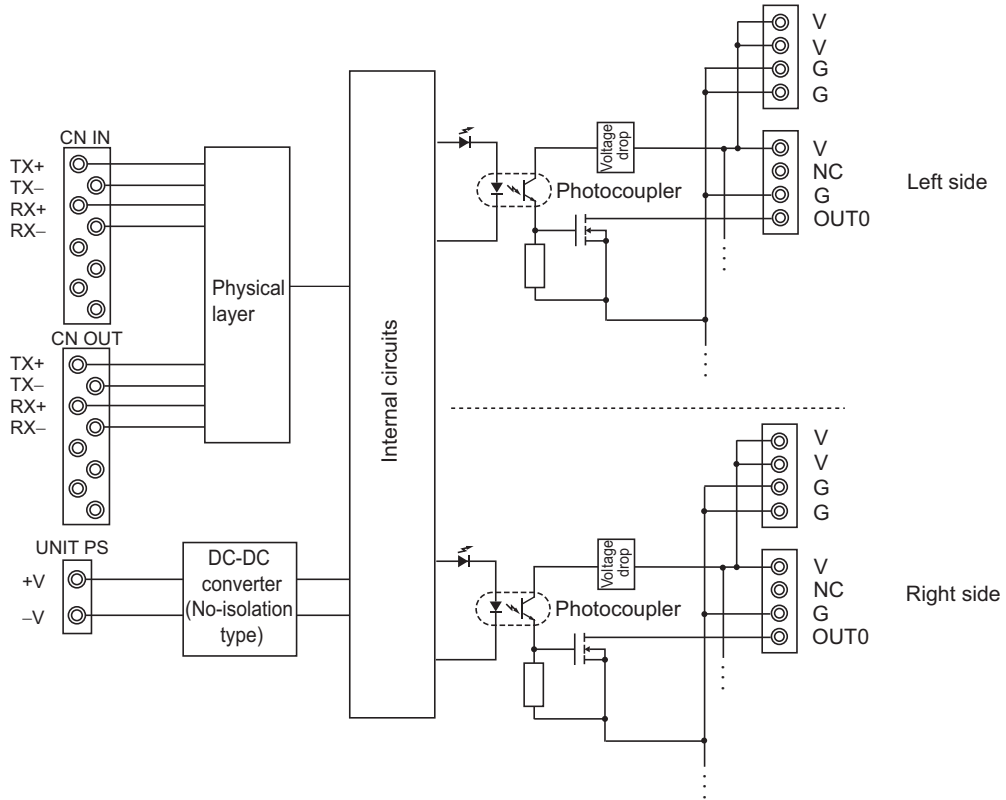 CN IN
TX+
TX−
RX+
RX−
CN OUT
TX+
TX−
RX+
RX−
Physical
layer
UNIT PS
+V
−V
DC-DC
converter
(No-isolation
type)
Internal circuits
Voltage
drop
Photocoupler
V
V
G
G
V
NC
G
OUT0
Left side
Voltage
drop
Photocoupler
V
V
G
G
V
NC
G
OUT0
Right side